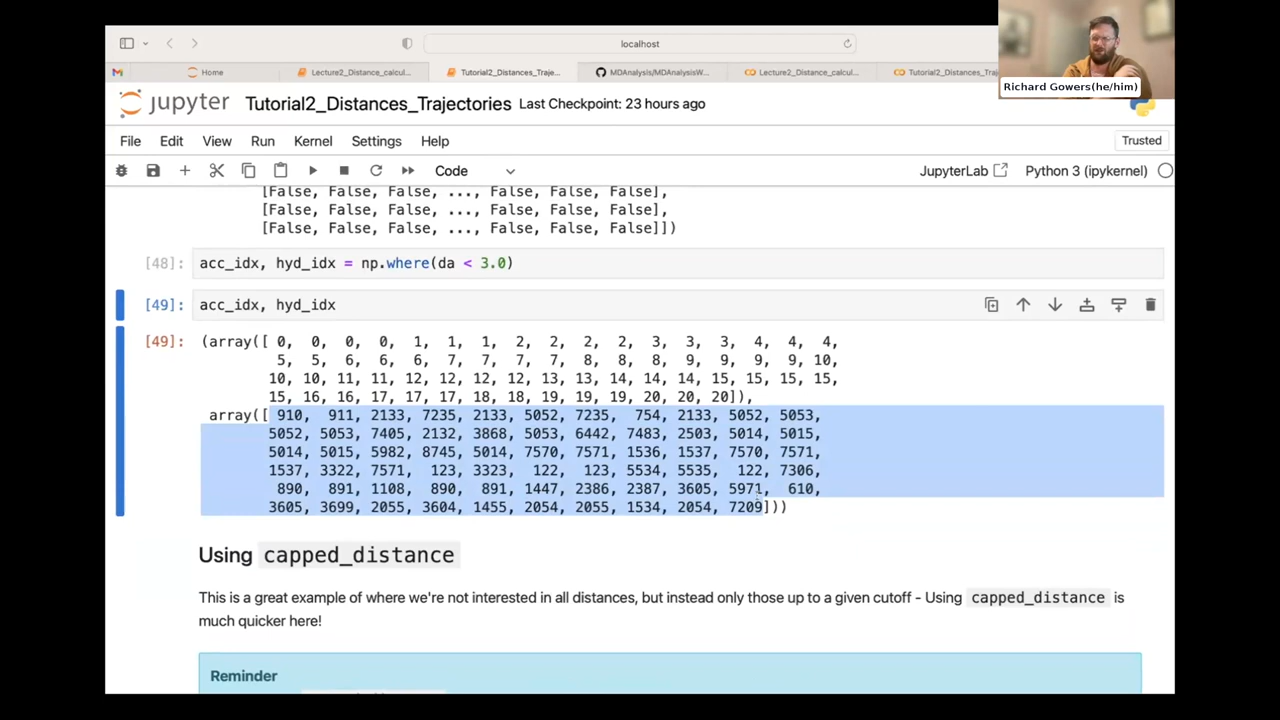 localhost
Home
Lecture2_Distance_calcul...
Tutorial2_Distances_Traje...
MDAnalysis/MDAnalysisW...
Lecture2_Distance_calcul...
Tutorial2_Distances_Tra
Richard Gowers(he/him)
jupyter Tutorial2_Distances_Trajectories Last Checkpoint: 23 hours ago
File Edit View Run Kernel Settings Help
Trusted
Code
JupyterLab
Python 3 (ipykernel)
[False, False, False, ..., False, False, False],
[False, False, False, ..., False, False, False],
[False, False, False, ..., False, False, False]])
[48]: acc_idx, hyd_idx = np.where(da < 3.0)
[49]: acc_idx, hyd_idx
[49]: (array([ 0, 0, 0, 0, 1, 1, 1, 2, 2, 2, 2, 3, 3, 3, 4, 4, 4,
5, 5, 6, 6, 6, 7, 7, 7, 7, 8, 8, 8, 9, 9, 9, 9, 10,
10, 10, 11, 11, 12, 12, 12, 12, 13, 13, 14, 14, 14, 15, 15, 15, 15,
15, 16, 16, 17, 17, 17, 18, 18, 19, 19, 19, 20, 20, 20]),
array([ 910, 911, 2133, 7235, 2133, 5052, 7235, 754, 2133, 5052, 5053,
5052, 5053, 7405, 2132, 3868, 5053, 6442, 7483, 2503, 5014, 5015,
5014, 5015, 5982, 8745, 5014, 7570, 7571, 1536, 1537, 7570, 7571,
1537, 3322, 7571, 123, 3323, 122, 123, 5534, 5535, 122, 7306,
890, 891, 1108, 890, 891, 1447, 2386, 2387, 3605, 5971, 610,
3605, 3699, 2055, 3604, 1455, 2054, 2055, 1534, 2054, 7209]))
Using capped_distance
This is a great example of where we're not interested in all distances, but instead only those up to a given cutoff - Using capped_distance is
much quicker here!
Reminder